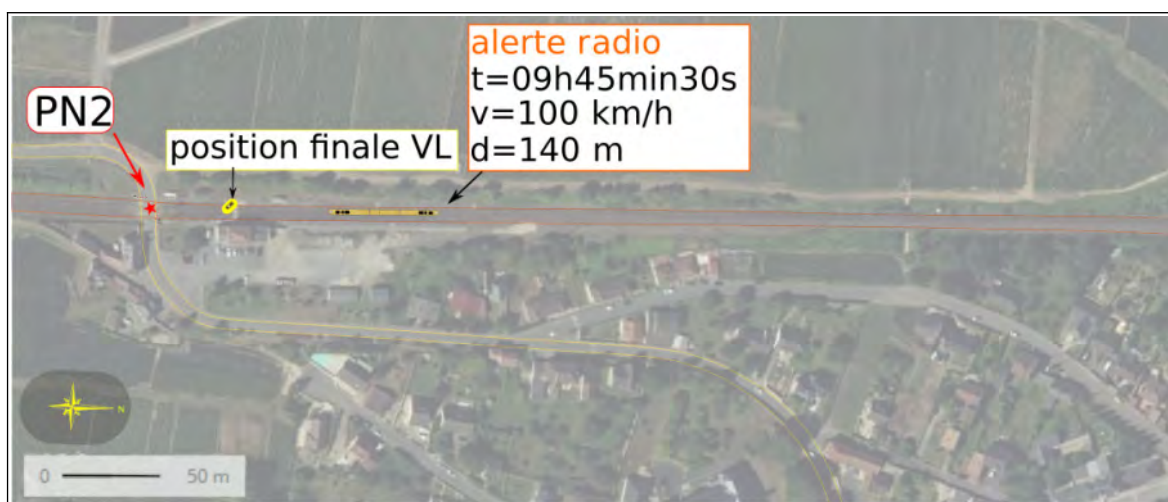 alerte radio
t=09h45min30s
v=100 km/h
d=140 m
PN2
position finale VL
N
0 50 m